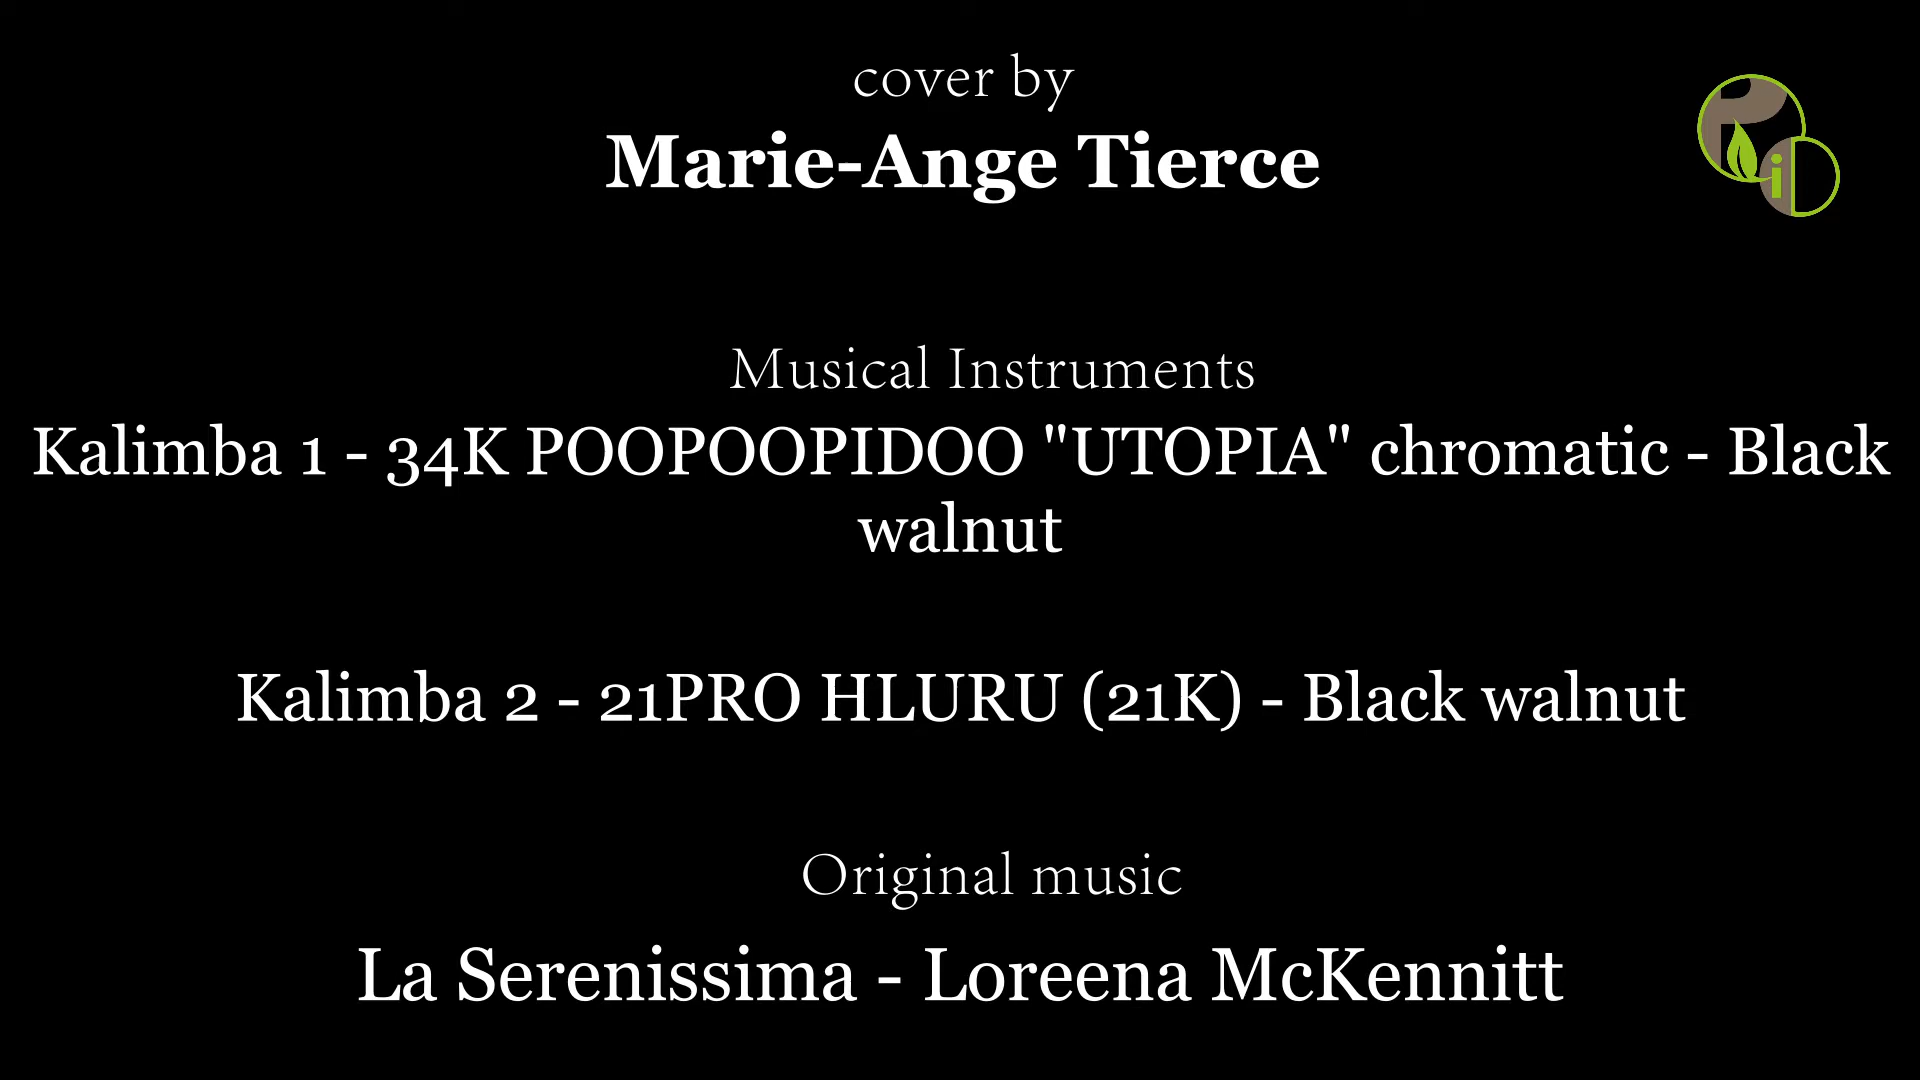 cover by
Marie-Ange Tierce
PiD
Musical Instruments
Kalimba 1 - 34K POOPOOPIDOO "UTOPIA" chromatic - Black
walnut
Kalimba 2 - 21PRO HLURU (21K) - Black walnut
Original music
La Serenissima - Loreena McKennitt